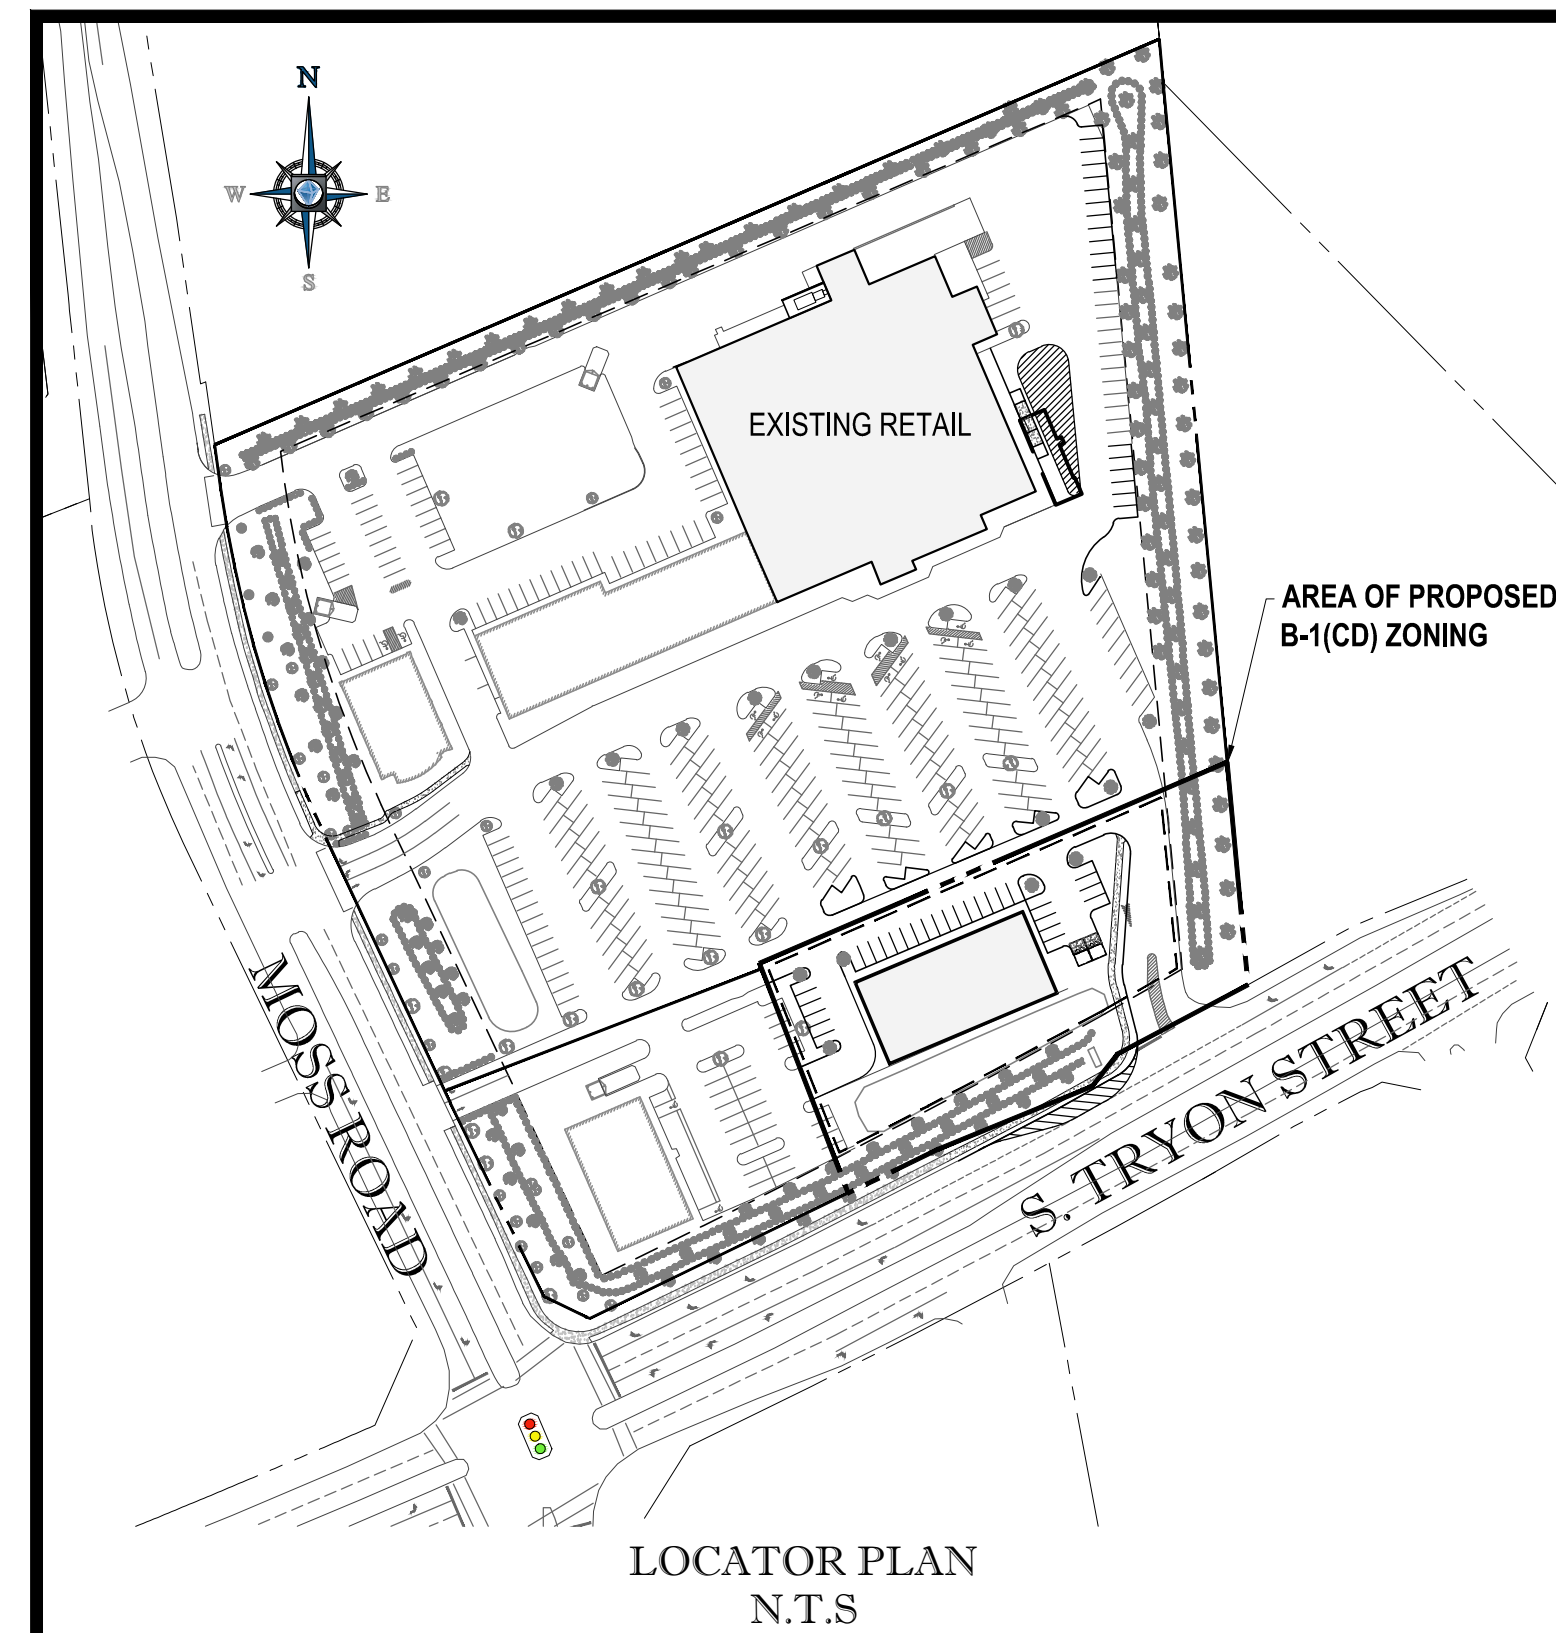 N
W
E
S
EXISTING RETAIL
AREA OF PROPOSED
B-1(CD) ZONING
MOSS ROAD
S. TRYON STREET
LOCATOR PLAN
N.T.S